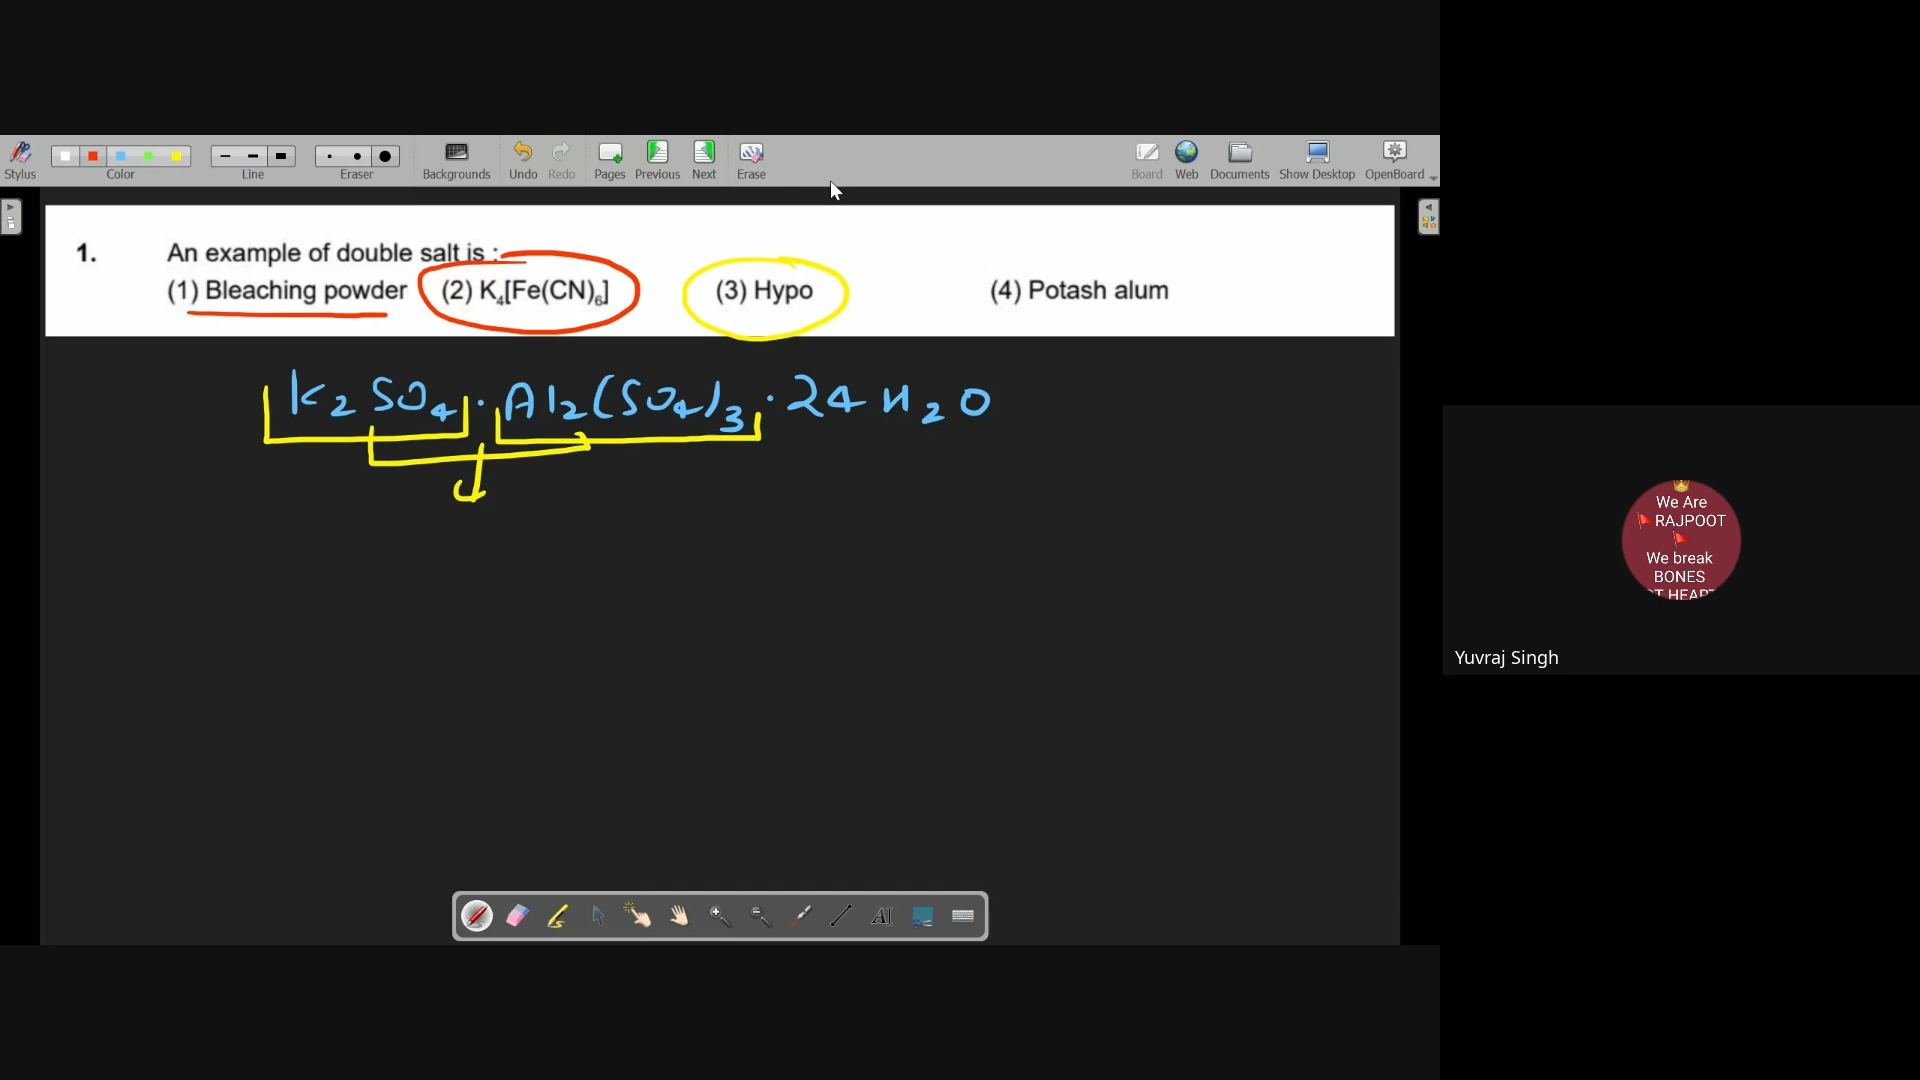 Stylus Color Line Eraser Backgrounds Undo Redo Pages Previous Next Erase Board Web Documents Show Desktop OpenBoard
1. An example of double salt is :
(1) Bleaching powder (2) K₄[Fe(CN)₆] (3) Hypo (4) Potash alum
K₂SO₄ · Al₂(SO₄)₃ · 24H₂O
AI
We Are
RAJPOOT
We break
BONES
T HEART
Yuvraj Singh